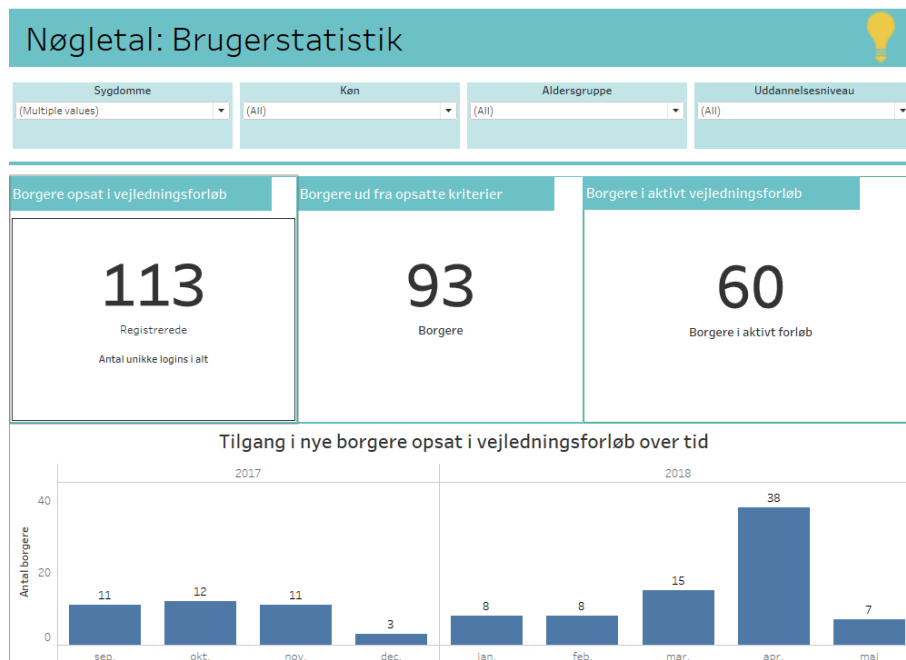 Nøgletal: Brugerstatistik
Sygdomme Køn Aldersgruppe Uddannelsesniveau
(Multiple values) (All) (All) (All)
Borgere opsat i vejledningsforløb Borgere ud fra opsatte kriterier Borgere i aktivt vejledningsforløb
113 93 60
Registrerede Borgere Borgere i aktivt forløb
Antal unikke logins i alt
Tilgang i nye borgere opsat i vejledningsforløb over tid
2017 2018
Antal borgere
40
20
0
11 12 11 3 8 8 15 38 7
sep. okt. nov. dec. jan. feb. mar. apr. maj